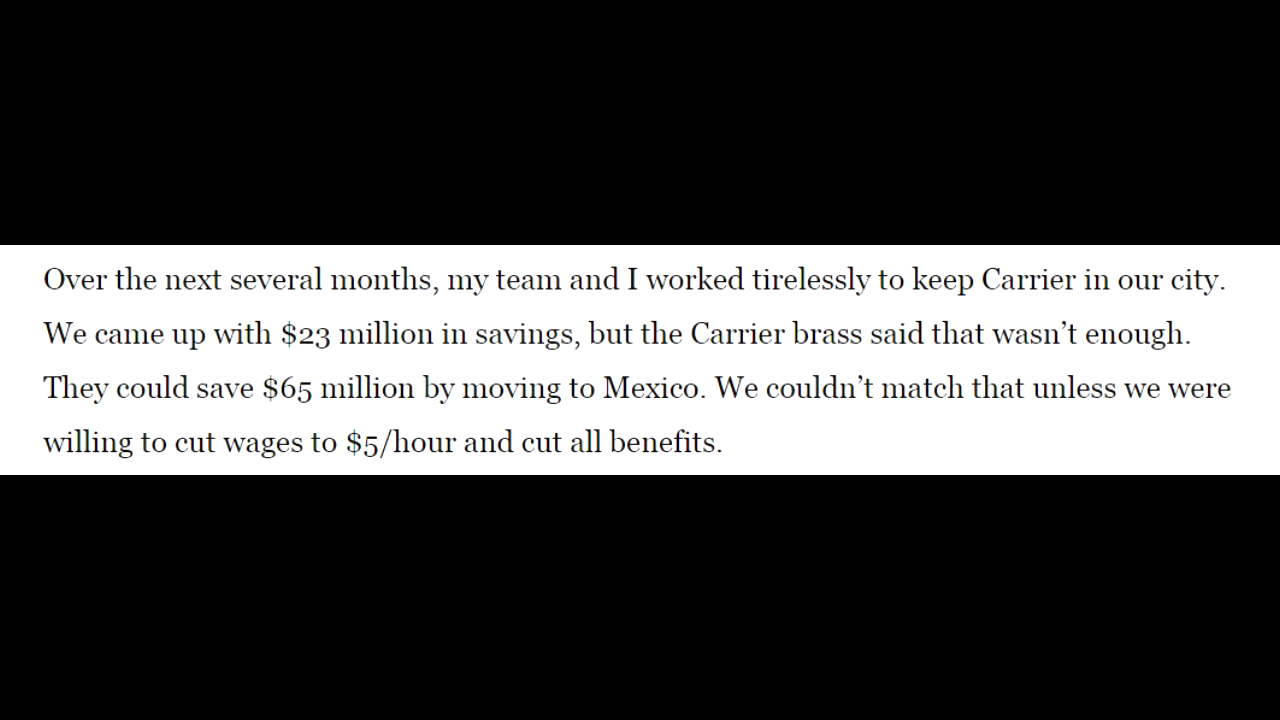 Over the next several months, my team and I worked tirelessly to keep Carrier in our city.
We came up with $23 million in savings, but the Carrier brass said that wasn’t enough.
They could save $65 million by moving to Mexico. We couldn’t match that unless we were
willing to cut wages to $5/hour and cut all benefits.